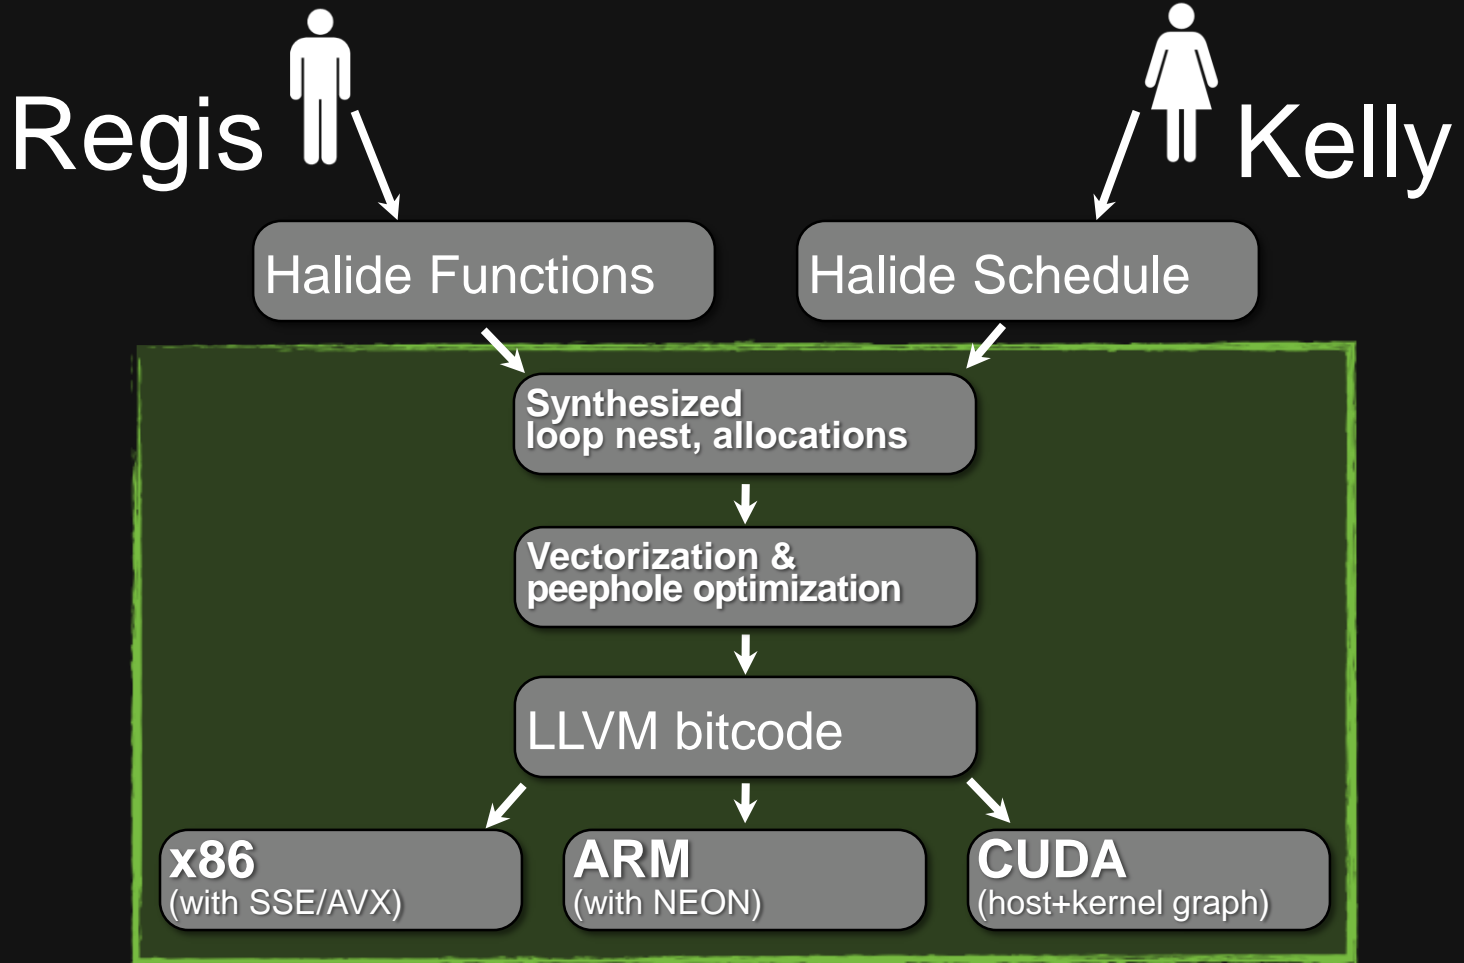 Regis
Kelly
Halide Functions
Halide Schedule
Synthesized
loop nest, allocations
Vectorization &
peephole optimization
LLVM bitcode
x86
(with SSE/AVX)
ARM
(with NEON)
CUDA
(host+kernel graph)